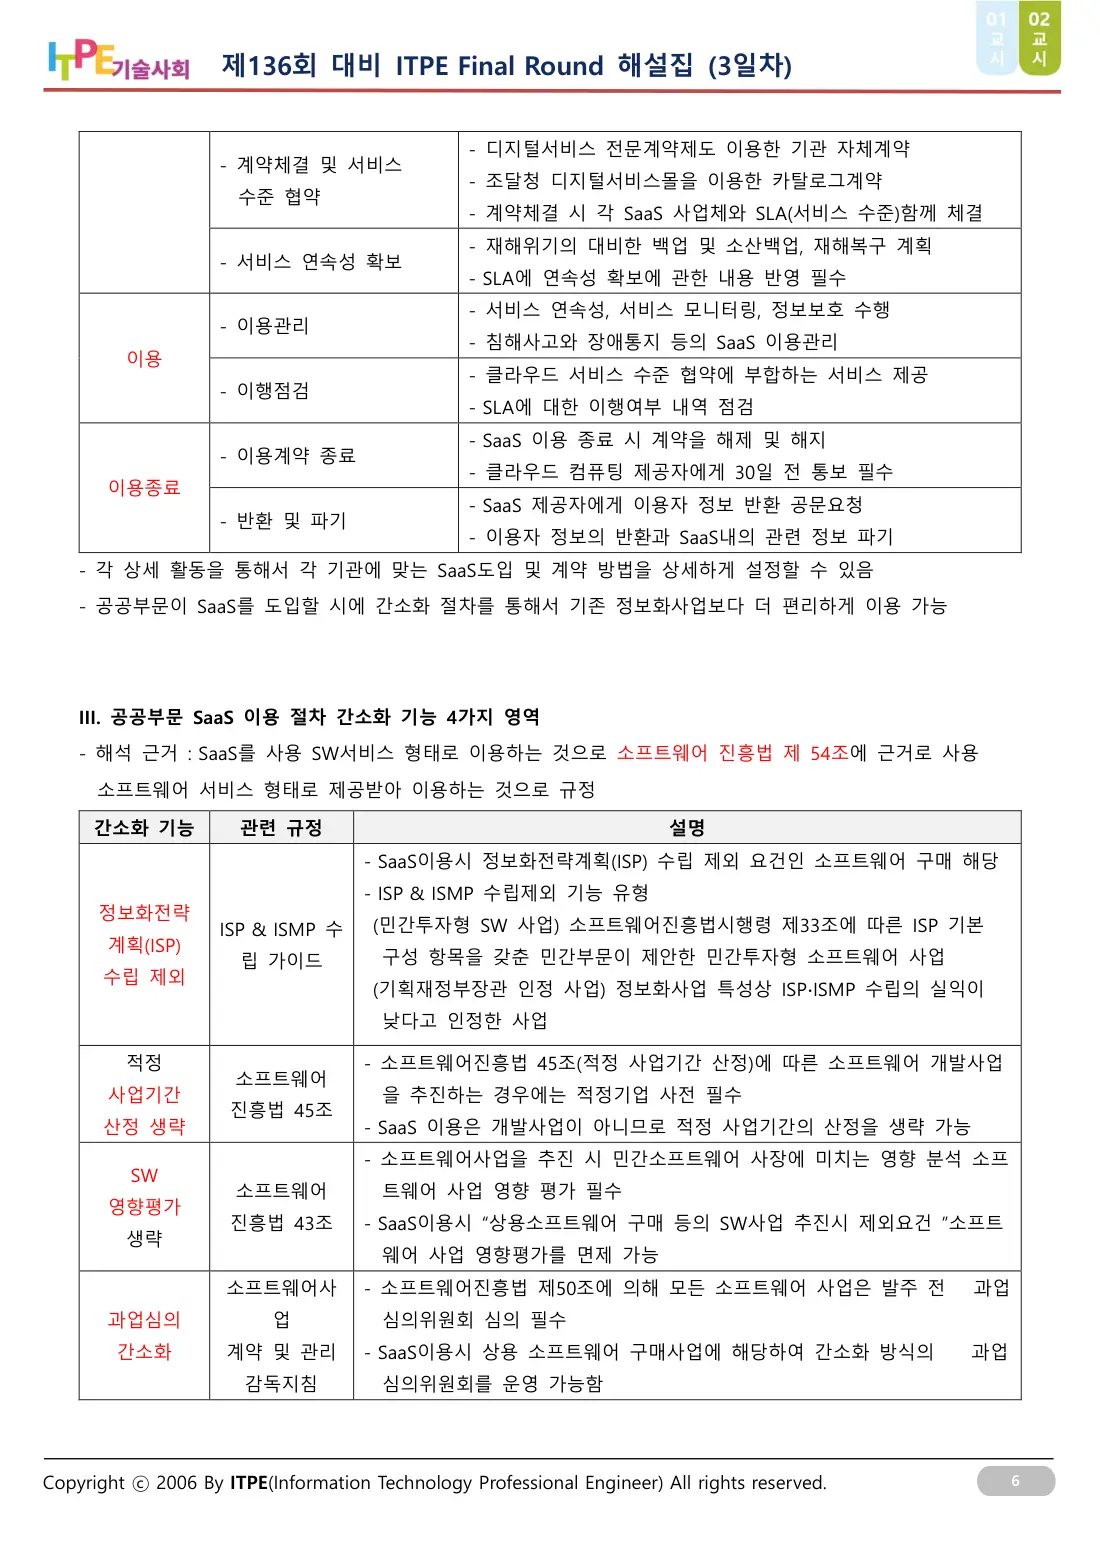 01
교
시
02
교
시
ITPE기술사회 제136회 대비 ITPE Final Round 해설집 (3일차)
- 계약체결 및 서비스
수준 협약
- 디지털서비스 전문계약제도 이용한 기관 자체계약
- 조달청 디지털서비스몰을 이용한 카탈로그계약
- 계약체결 시 각 SaaS 사업체와 SLA(서비스 수준)함께 체결
- 서비스 연속성 확보
- 재해위기의 대비한 백업 및 소산백업, 재해복구 계획
- SLA에 연속성 확보에 관한 내용 반영 필수
이용
- 이용관리
- 서비스 연속성, 서비스 모니터링, 정보보호 수행
- 침해사고와 장애통지 등의 SaaS 이용관리
- 이행점검
- 클라우드 서비스 수준 협약에 부합하는 서비스 제공
- SLA에 대한 이행여부 내역 점검
이용종료
- 이용계약 종료
- SaaS 이용 종료 시 계약을 해제 및 해지
- 클라우드 컴퓨팅 제공자에게 30일 전 통보 필수
- 반환 및 파기
- SaaS 제공자에게 이용자 정보 반환 공문요청
- 이용자 정보의 반환과 SaaS내의 관련 정보 파기
- 각 상세 활동을 통해서 각 기관에 맞는 SaaS도입 및 계약 방법을 상세하게 설정할 수 있음
- 공공부문이 SaaS를 도입할 시에 간소화 절차를 통해서 기존 정보화사업보다 더 편리하게 이용 가능
III. 공공부문 SaaS 이용 절차 간소화 기능 4가지 영역
- 해석 근거 : SaaS를 사용 SW서비스 형태로 이용하는 것으로 소프트웨어 진흥법 제 54조에 근거로 사용
소프트웨어 서비스 형태로 제공받아 이용하는 것으로 규정
간소화 기능 관련 규정 설명
정보화전략
계획(ISP)
수립 제외
ISP & ISMP 수
립 가이드
- SaaS이용시 정보화전략계획(ISP) 수립 제외 요건인 소프트웨어 구매 해당
- ISP & ISMP 수립제외 기능 유형
(민간투자형 SW 사업) 소프트웨어진흥법시행령 제33조에 따른 ISP 기본
구성 항목을 갖춘 민간부문이 제안한 민간투자형 소프트웨어 사업
(기획재정부장관 인정 사업) 정보화사업 특성상 ISP·ISMP 수립의 실익이
낮다고 인정한 사업
적정
사업기간
산정 생략
소프트웨어
진흥법 45조
- 소프트웨어진흥법 45조(적정 사업기간 산정)에 따른 소프트웨어 개발사업
을 추진하는 경우에는 적정기업 사전 필수
- SaaS 이용은 개발사업이 아니므로 적정 사업기간의 산정을 생략 가능
SW
영향평가
생략
소프트웨어
진흥법 43조
- 소프트웨어사업을 추진 시 민간소프트웨어 사장에 미치는 영향 분석 소프
트웨어 사업 영향 평가 필수
- SaaS이용시 “상용소프트웨어 구매 등의 SW사업 추진시 제외요건 ”소프트
웨어 사업 영향평가를 면제 가능
과업심의
간소화
소프트웨어사
업
계약 및 관리
감독지침
- 소프트웨어진흥법 제50조에 의해 모든 소프트웨어 사업은 발주 전 과업
심의위원회 심의 필수
- SaaS이용시 상용 소프트웨어 구매사업에 해당하여 간소화 방식의 과업
심의위원회를 운영 가능함
Copyright ⓒ 2006 By ITPE(Information Technology Professional Engineer) All rights reserved.
6